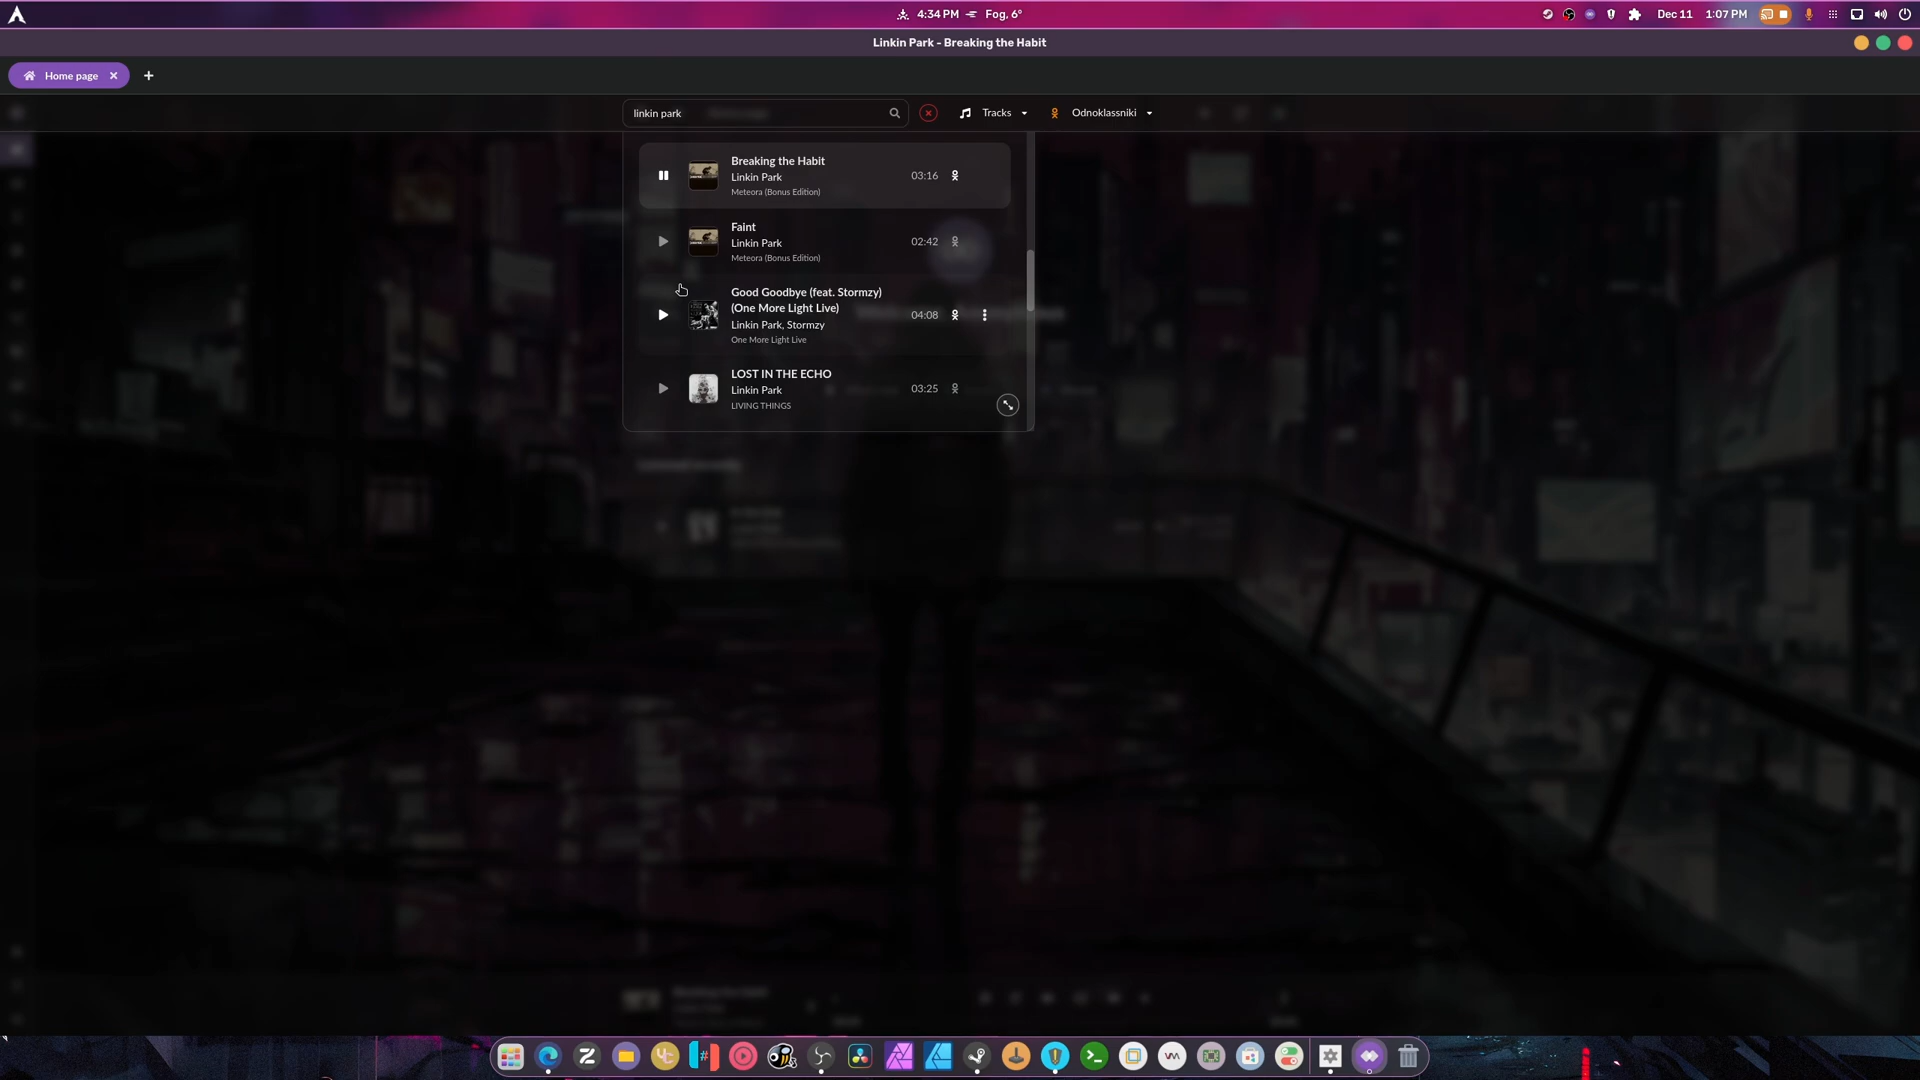 4:34 PM Fog, 6° Dec 11 1:07 PM
Linkin Park - Breaking the Habit
Home page
linkin park Tracks Odnoklassniki
Breaking the Habit
Linkin Park 03:16
Meteora (Bonus Edition)
Faint
Linkin Park 02:42
Meteora (Bonus Edition)
Good Goodbye (feat. Stormzy)
(One More Light Live)
Linkin Park, Stormzy 04:08
One More Light Live
LOST IN THE ECHO
Linkin Park 03:25
LIVING THINGS